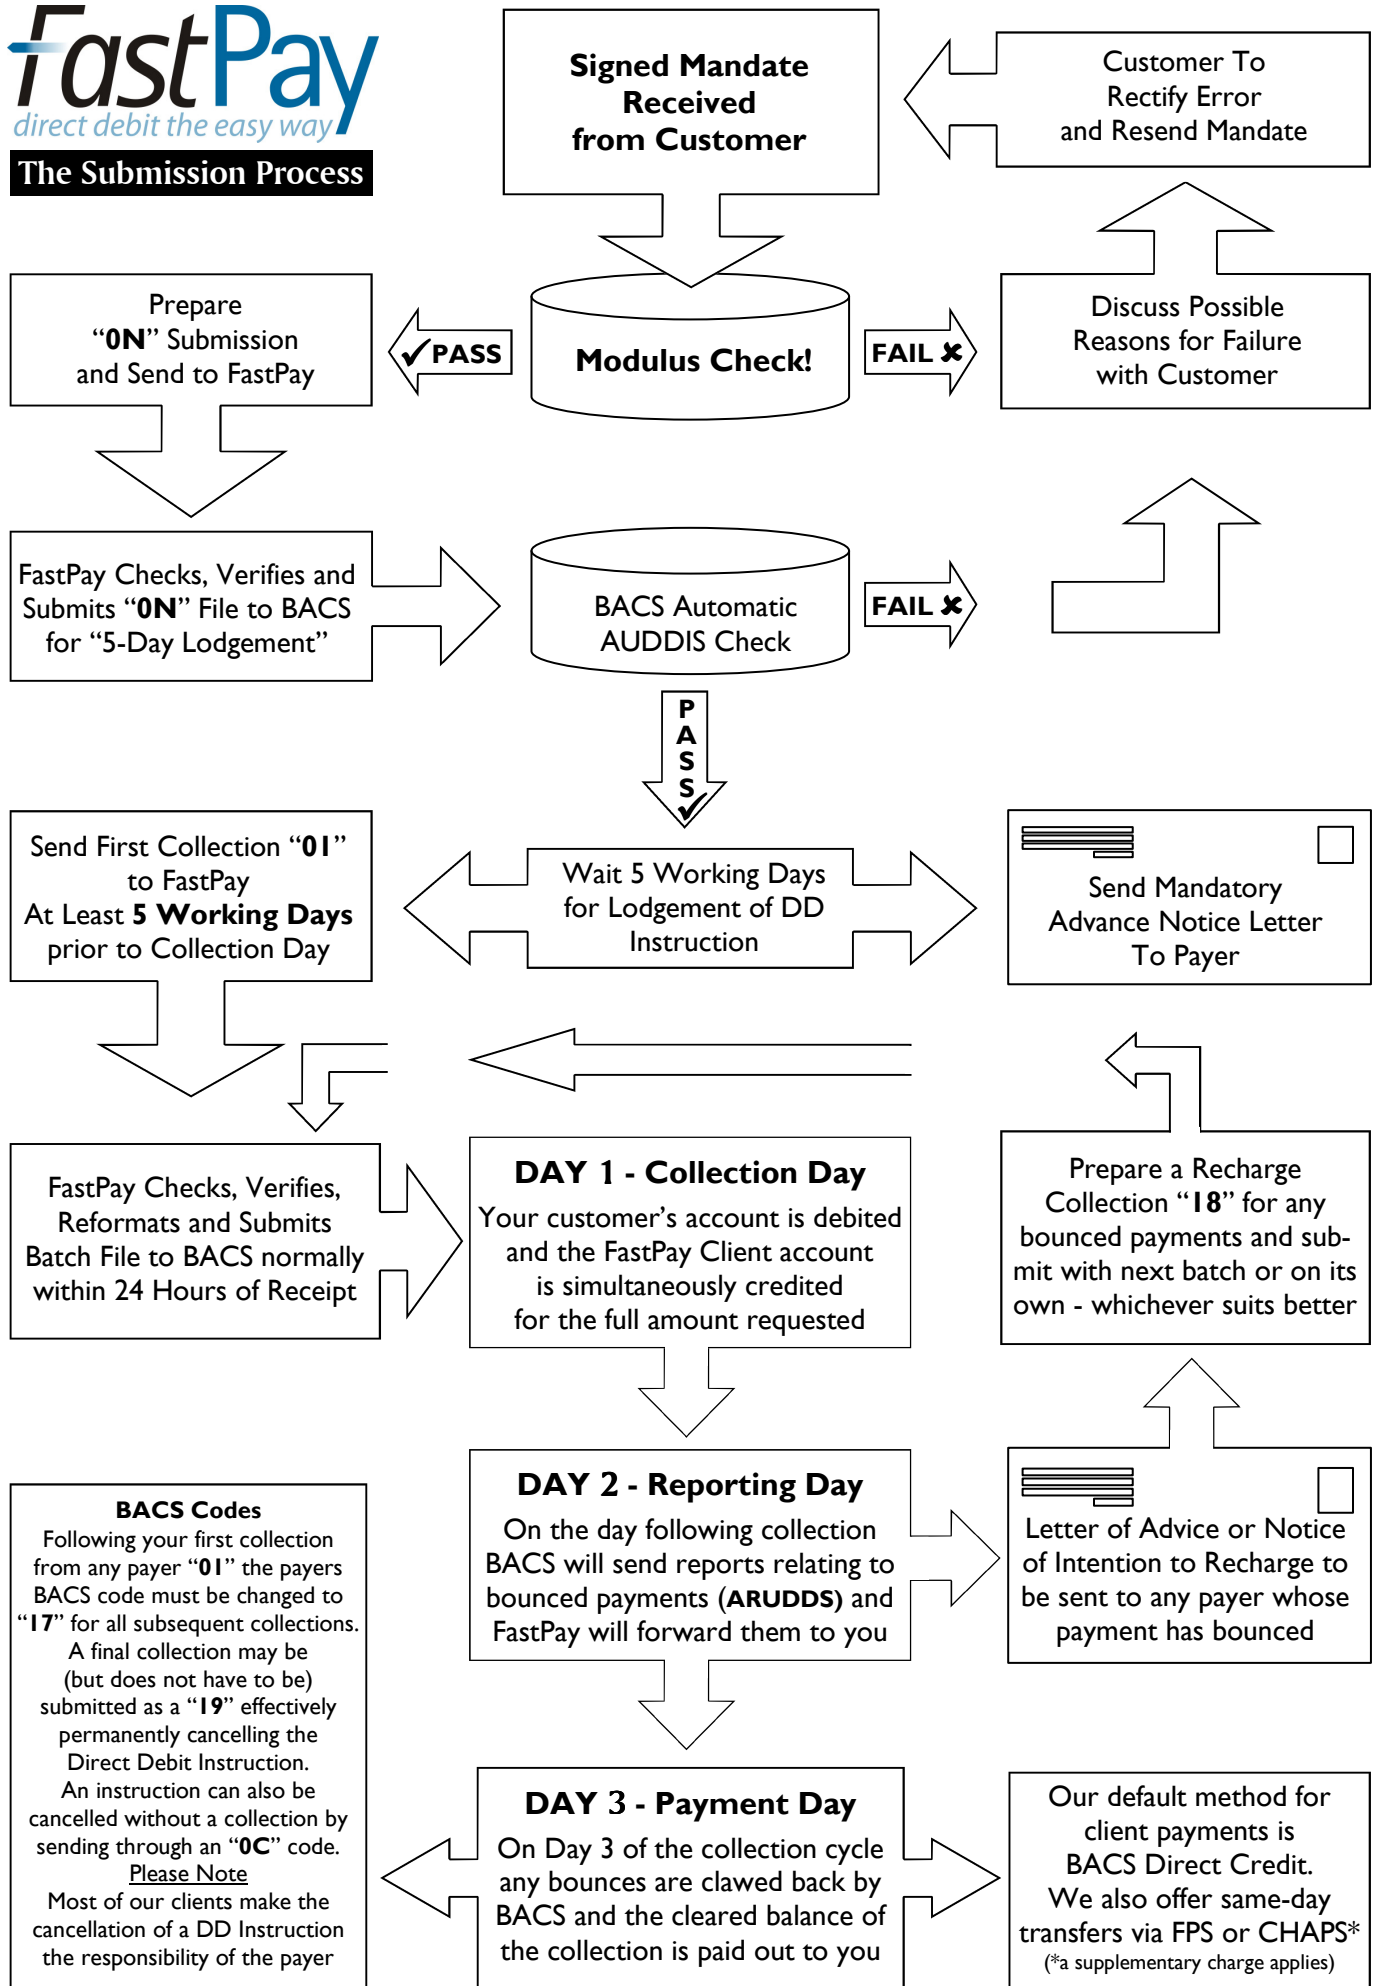 FastPay
direct debit the easy way
The Submission Process
Signed Mandate
Received
from Customer
Customer To
Rectify Error
and Resend Mandate
Prepare
“0N” Submission
and Send to FastPay
✓PASS
Modulus Check!
FAIL ✘
Discuss Possible
Reasons for Failure
with Customer
FastPay Checks, Verifies and
Submits “0N” File to BACS
for “5-Day Lodgement”
BACS Automatic
AUDDIS Check
FAIL ✘
P
A
S
S
✓
Send First Collection “01”
to FastPay
At Least 5 Working Days
prior to Collection Day
Wait 5 Working Days
for Lodgement of DD
Instruction
Send Mandatory
Advance Notice Letter
To Payer
FastPay Checks, Verifies,
Reformats and Submits
Batch File to BACS normally
within 24 Hours of Receipt
DAY 1 - Collection Day
Your customer’s account is debited
and the FastPay Client account
is simultaneously credited
for the full amount requested
Prepare a Recharge
Collection “18” for any
bounced payments and sub-
mit with next batch or on its
own - whichever suits better
DAY 2 - Reporting Day
On the day following collection
BACS will send reports relating to
bounced payments (ARUDDS) and
FastPay will forward them to you
Letter of Advice or Notice
of Intention to Recharge to
be sent to any payer whose
payment has bounced
BACS Codes
Following your first collection
from any payer “01” the payers
BACS code must be changed to
“17” for all subsequent collections.
A final collection may be
(but does not have to be)
submitted as a “19” effectively
permanently cancelling the
Direct Debit Instruction.
An instruction can also be
cancelled without a collection by
sending through an “0C” code.
Please Note
Most of our clients make the
cancellation of a DD Instruction
the responsibility of the payer
DAY 3 - Payment Day
On Day 3 of the collection cycle
any bounces are clawed back by
BACS and the cleared balance of
the collection is paid out to you
Our default method for
client payments is
BACS Direct Credit.
We also offer same-day
transfers via FPS or CHAPS*
(*a supplementary charge applies)